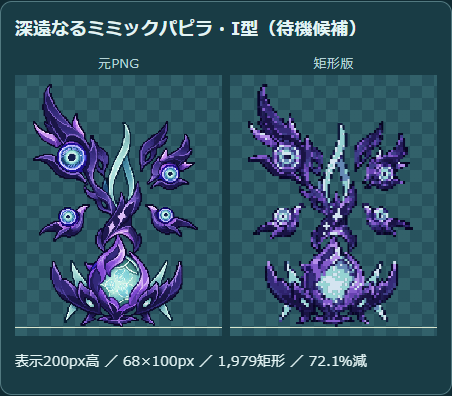 深遠なるミミックパピラ・I型（待機候補）
元PNG
矩形版
表示200px高 ／ 68×100px ／ 1,979矩形 ／ 72.1%減